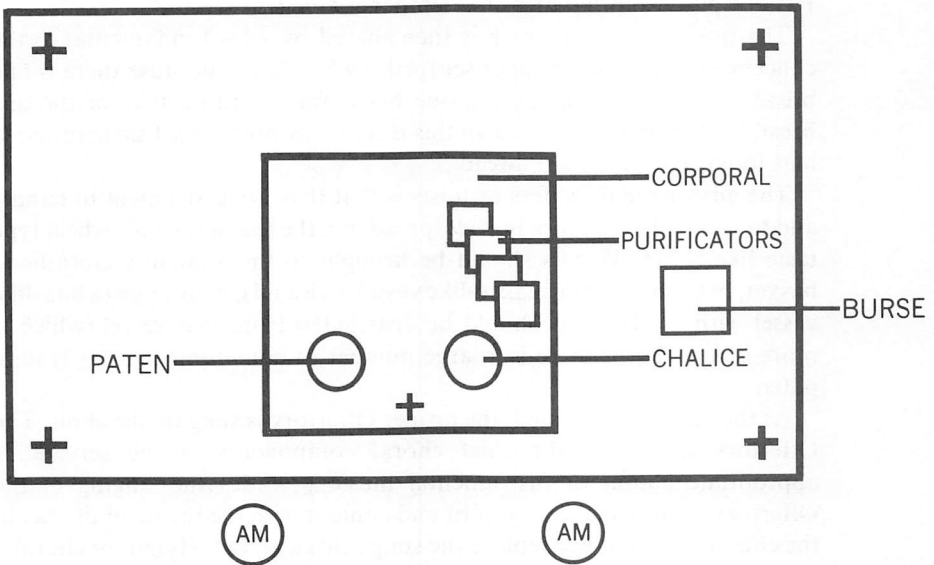 CORPORAL
PURIFICATORS
BURSE
PATEN
CHALICE
AM
AM